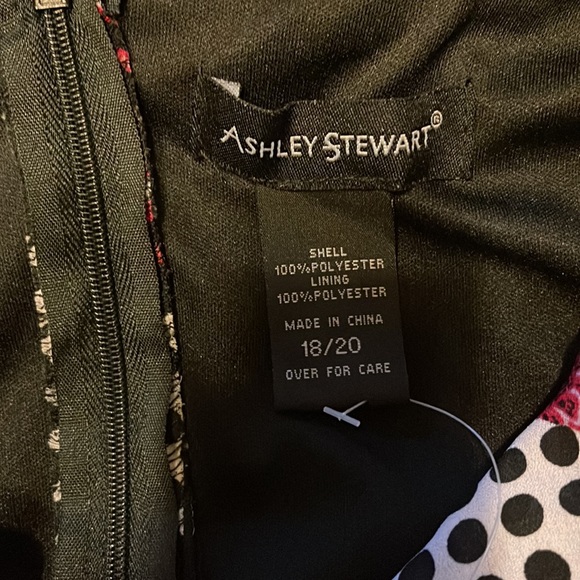 ASHLEY STEWART®
SHELL
100%POLYESTER
LINING
100%POLYESTER
MADE IN CHINA
18/20
OVER FOR CARE